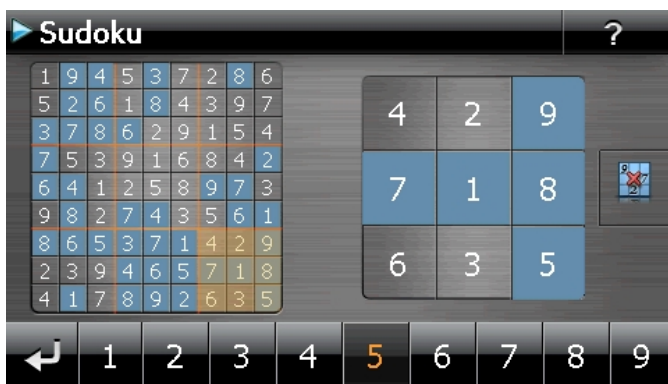 Sudoku ?
1 9 4 5 3 7 2 8 6
5 2 6 1 8 4 3 9 7
3 7 8 6 2 9 1 5 4
7 5 3 9 1 6 8 4 2
6 4 1 2 5 8 9 7 3
9 8 2 7 4 3 5 6 1
8 6 5 3 7 1 4 2 9
2 3 9 4 6 5 7 1 8
4 1 7 8 9 2 6 3 5
4 2 9
7 1 8
6 3 5
9 7
2
1 2 3 4 5 6 7 8 9